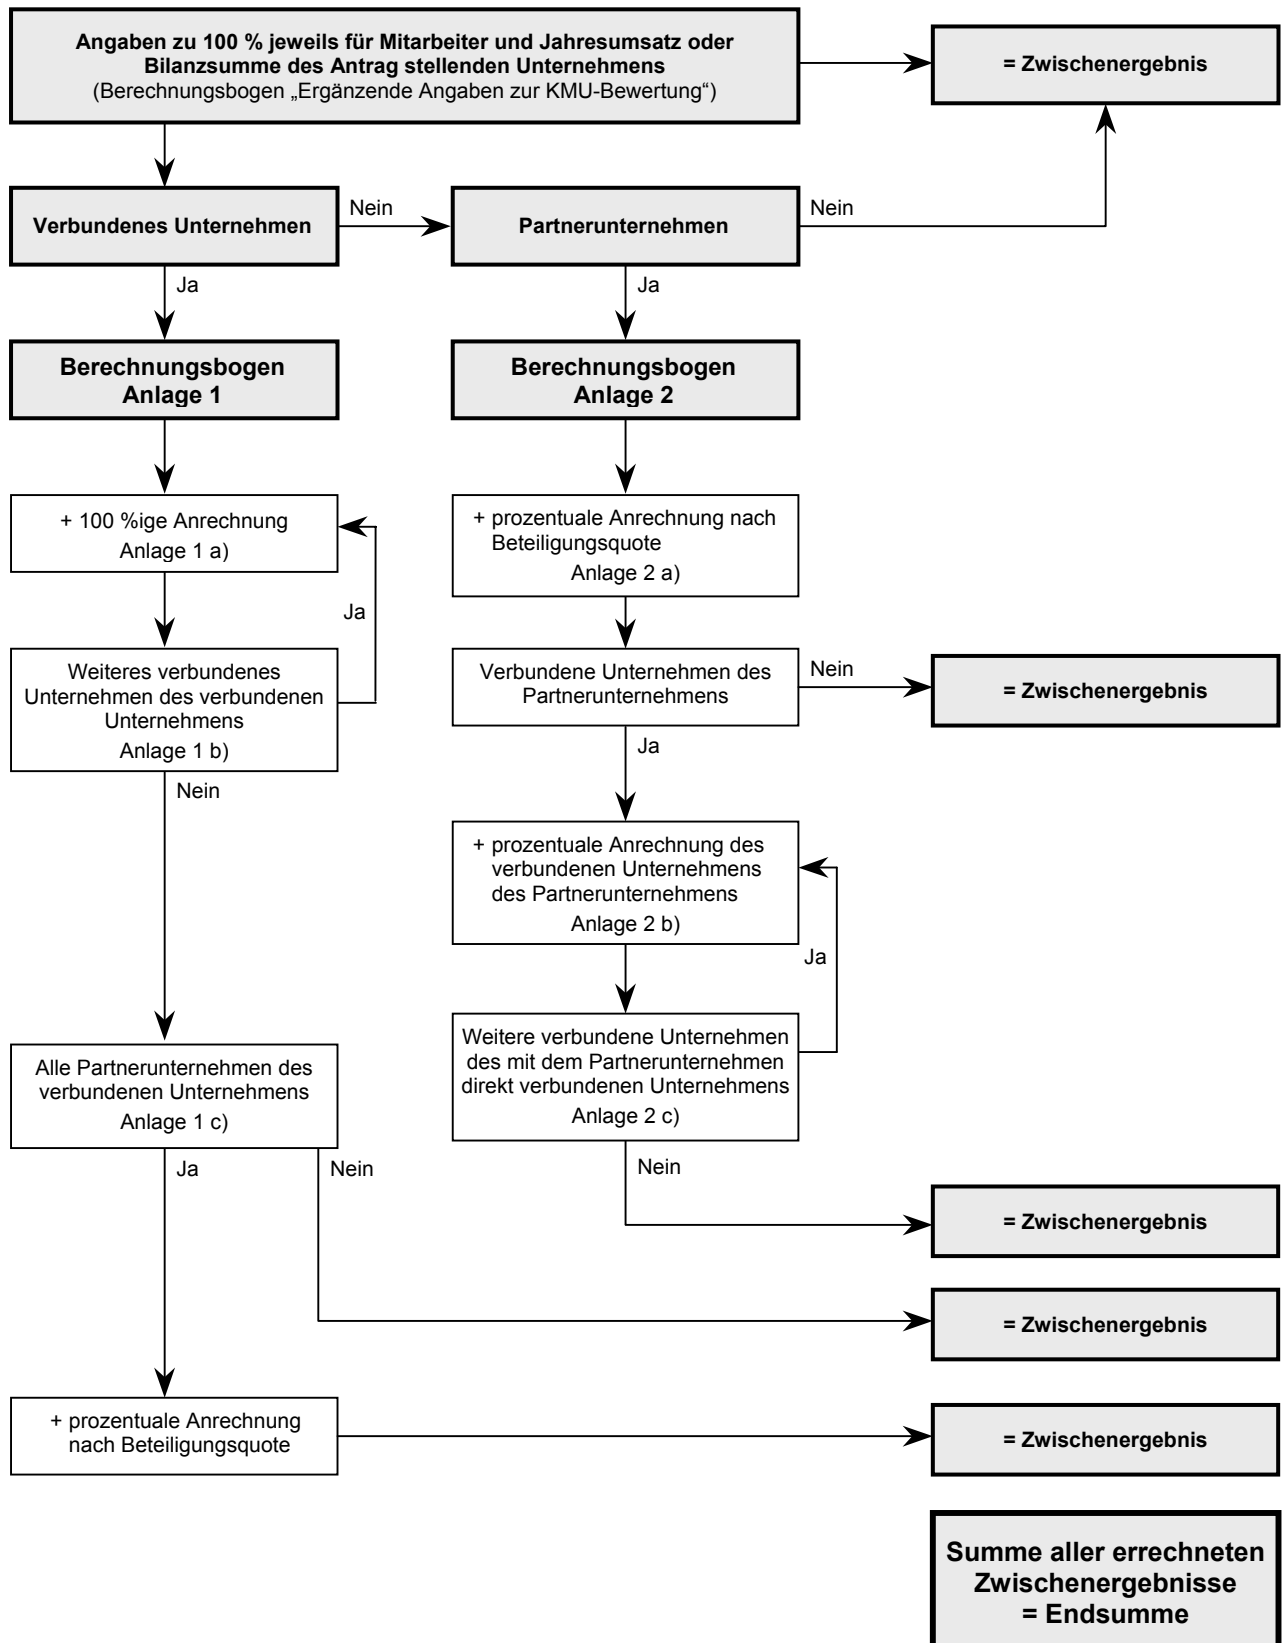 Angaben zu 100 % jeweils für Mitarbeiter und Jahresumsatz oder
Bilanzsumme des Antrag stellenden Unternehmens
(Berechnungsbogen „Ergänzende Angaben zur KMU-Bewertung“)
= Zwischenergebnis
Verbundenes Unternehmen
Nein
Partnerunternehmen
Nein
Ja
Ja
Berechnungsbogen
Anlage 1
Berechnungsbogen
Anlage 2
+ 100 %ige Anrechnung
Anlage 1 a)
+ prozentuale Anrechnung nach
Beteiligungsquote
Anlage 2 a)
Ja
Weiteres verbundenes
Unternehmen des verbundenen
Unternehmens
Anlage 1 b)
Verbundene Unternehmen des
Partnerunternehmens
Nein
= Zwischenergebnis
Ja
Nein
+ prozentuale Anrechnung des
verbundenen Unternehmens
des Partnerunternehmens
Anlage 2 b)
Ja
Weitere verbundene Unternehmen
des mit dem Partnerunternehmen
direkt verbundenen Unternehmens
Anlage 2 c)
Alle Partnerunternehmen des
verbundenen Unternehmens
Anlage 1 c)
Ja
Nein
Nein
= Zwischenergebnis
= Zwischenergebnis
+ prozentuale Anrechnung
nach Beteiligungsquote
= Zwischenergebnis
Summe aller errechneten
Zwischenergebnisse
= Endsumme